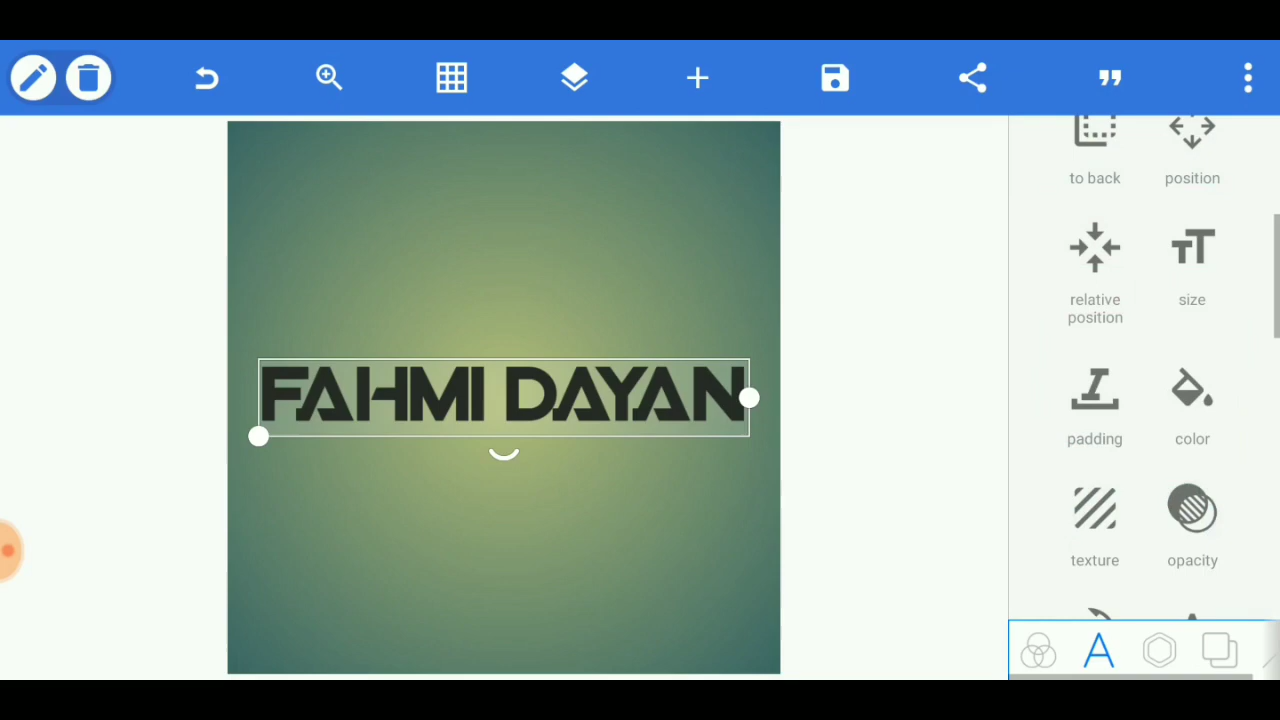 to back
position
relative
position
size
FAHMI DAYAN
padding
color
texture
opacity